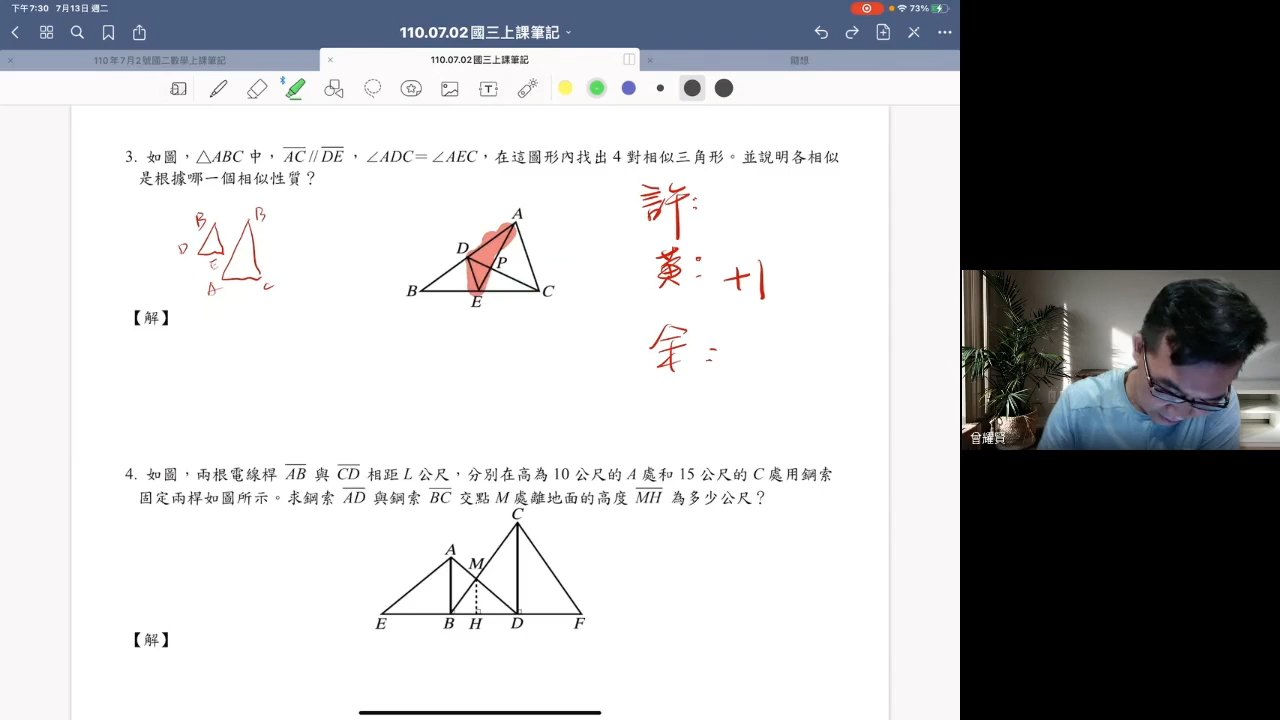 下午7:30 7月13日 週二
73%
110.07.02國三上課筆記
110年7月2號國二數學上課筆記
110.07.02國三上課筆記
隨想
3. 如圖，△ABC 中，AC // DE，∠ADC＝∠AEC，在這圖形內找出 4 對相似三角形。並說明各相似
是根據哪一個相似性質？
B B
D E A C
A
D
P
B E C
許：
黃： +1
金：
【解】
4. 如圖，兩根電線桿 AB 與 CD 相距 L 公尺，分別在高為 10 公尺的 A 處和 15 公尺的 C 處用鋼索
固定兩桿如圖所示。求鋼索 AD 與鋼索 BC 交點 M 處離地面的高度 MH 為多少公尺？
C
A
M
E B H D F
【解】
曾耀賢